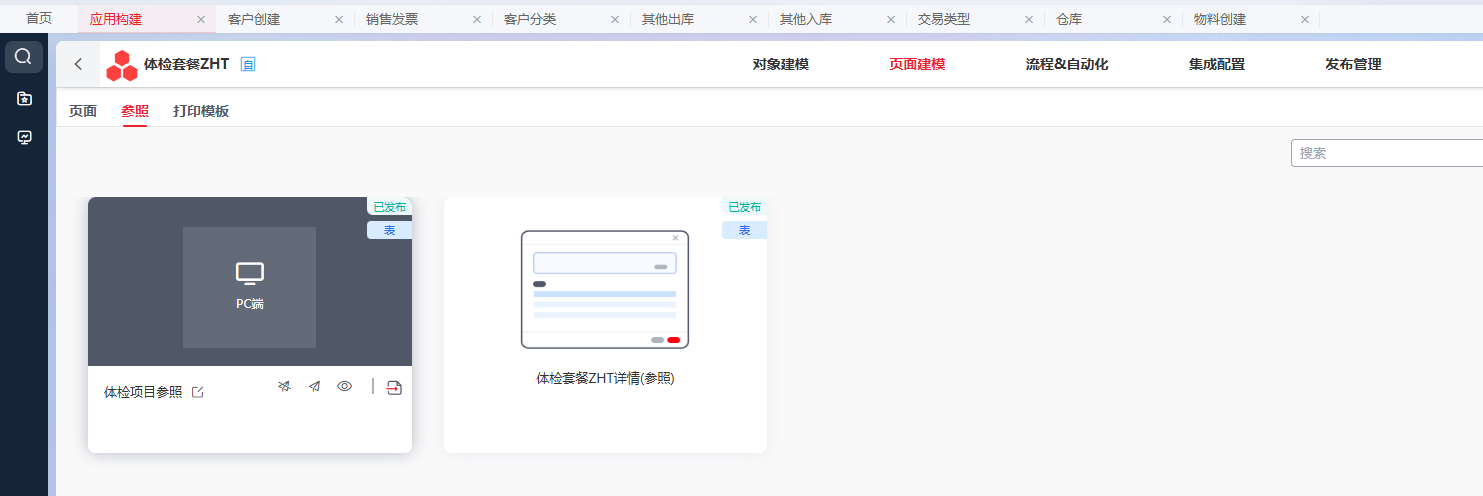 首页 应用构建 客户创建 销售发票 客户分类 其他出库 其他入库 交易类型 仓库 物料创建
体检套餐ZHT 自 对象建模 页面建模 流程&自动化 集成配置 发布管理
页面 参照 打印模板
搜索
已发布 已发布
表 表
PC端
体检项目参照 体检套餐ZHT详情(参照)